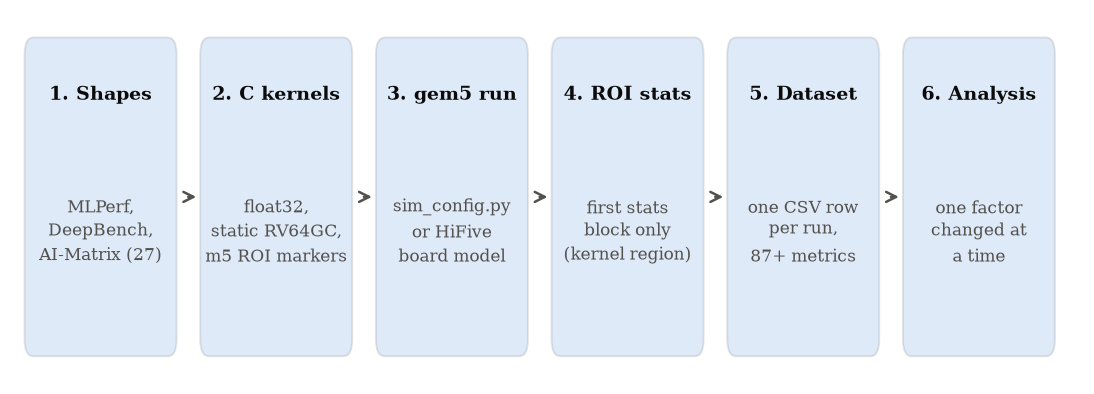 1. Shapes
MLPerf,
DeepBench,
AI-Matrix (27)
2. C kernels
float32,
static RV64GC,
m5 ROI markers
3. gem5 run
sim_config.py
or HiFive
board model
4. ROI stats
first stats
block only
(kernel region)
5. Dataset
one CSV row
per run,
87+ metrics
6. Analysis
one factor
changed at
a time